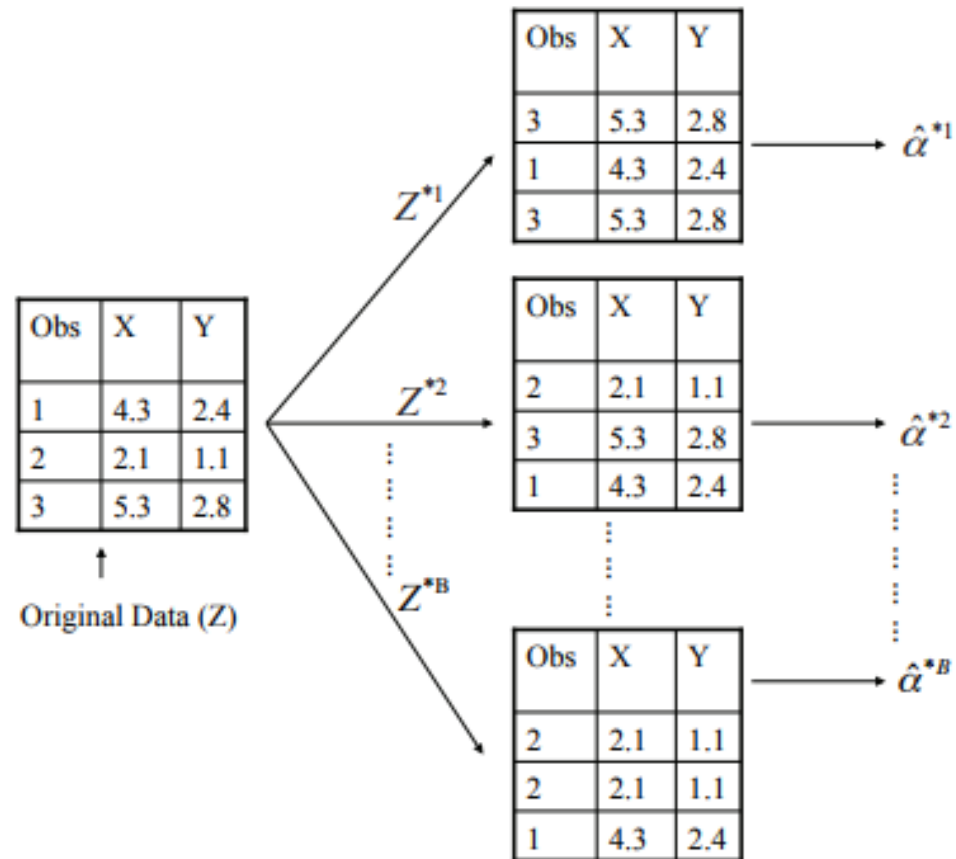 Obs X Y
3 5.3 2.8
1 4.3 2.4
3 5.3 2.8
α̂*1
Z*1
Obs X Y
1 4.3 2.4
2 2.1 1.1
3 5.3 2.8
Original Data (Z)
Z*2
Obs X Y
2 2.1 1.1
3 5.3 2.8
1 4.3 2.4
α̂*2
Z*B
Obs X Y
2 2.1 1.1
2 2.1 1.1
1 4.3 2.4
α̂*B